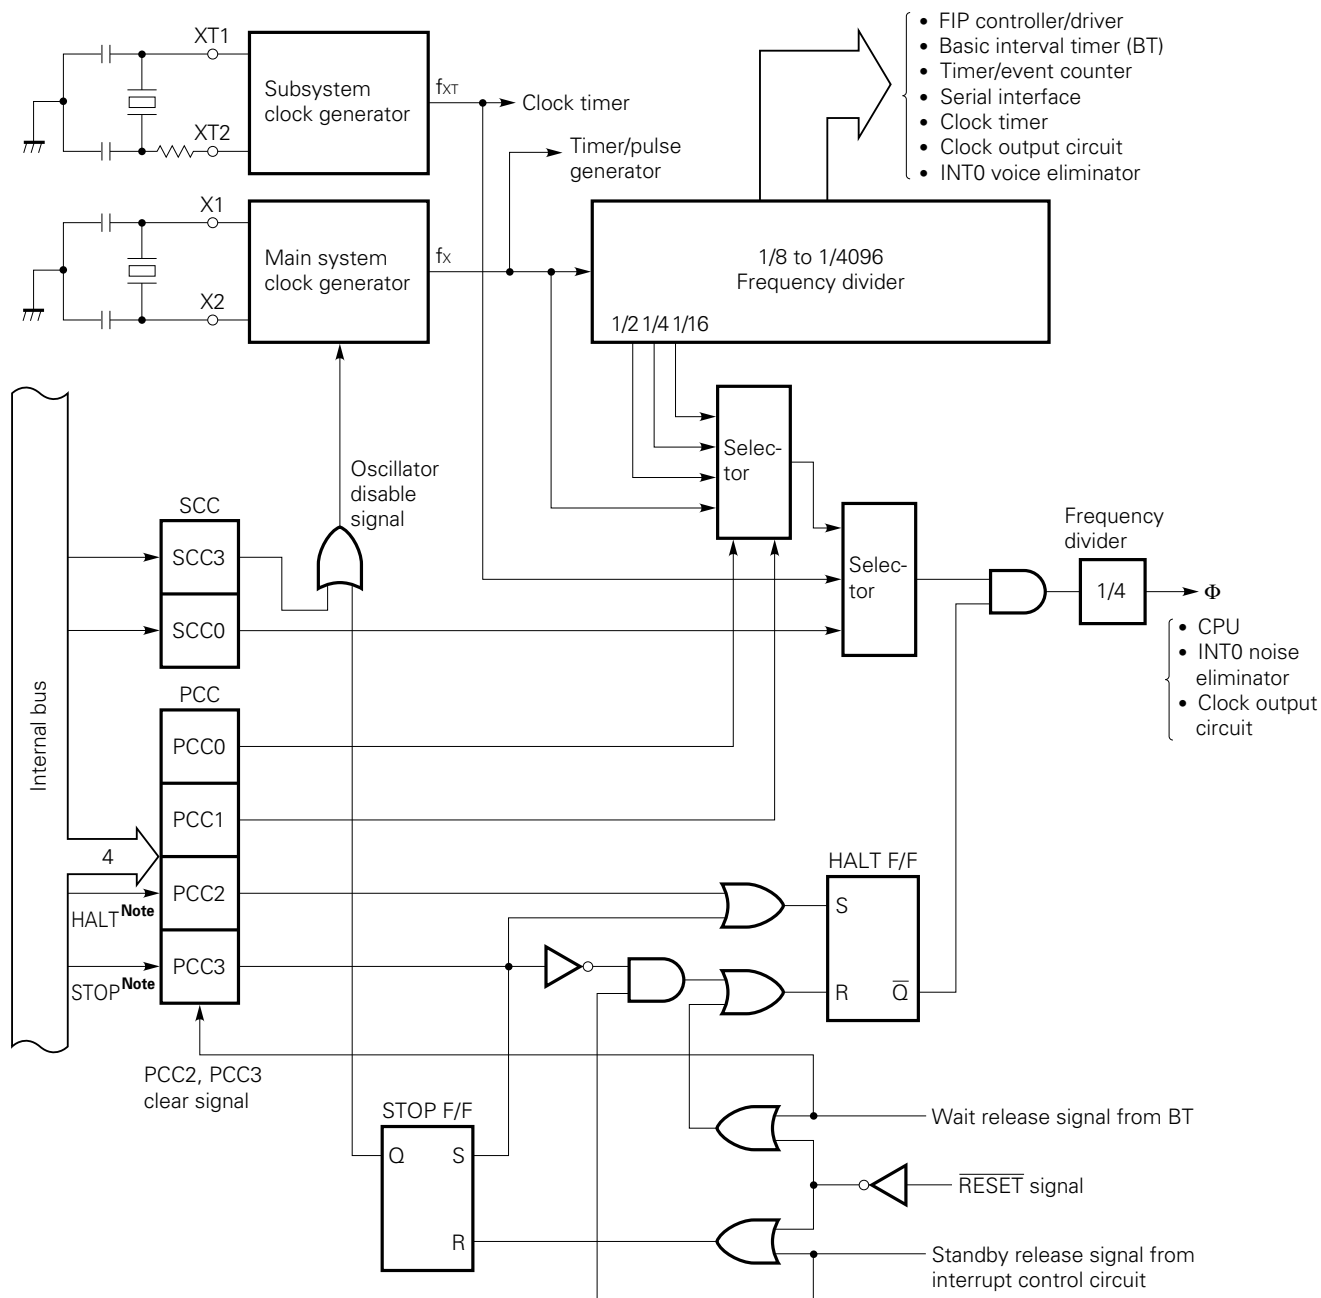 XT1
Subsystem
clock generator
XT2
fXT
Clock timer
Timer/pulse
generator
• FIP controller/driver
• Basic interval timer (BT)
• Timer/event counter
• Serial interface
• Clock timer
• Clock output circuit
• INT0 voice eliminator
X1
Main system
clock generator
X2
fX
1/8 to 1/4096
Frequency divider
1/2 1/4 1/16
Selec-
tor
Oscillator
disable
signal
SCC
SCC3
SCC0
Selec-
tor
Frequency
divider
1/4
Φ
• CPU
• INT0 noise
eliminator
• Clock output
circuit
Internal bus
PCC
PCC0
PCC1
4
PCC2
HALT Note
PCC3
STOP Note
HALT F/F
S
R
Q̅
PCC2, PCC3
clear signal
STOP F/F
Q
S
R
Wait release signal from BT
R̅E̅S̅E̅T̅ signal
Standby release signal from
interrupt control circuit